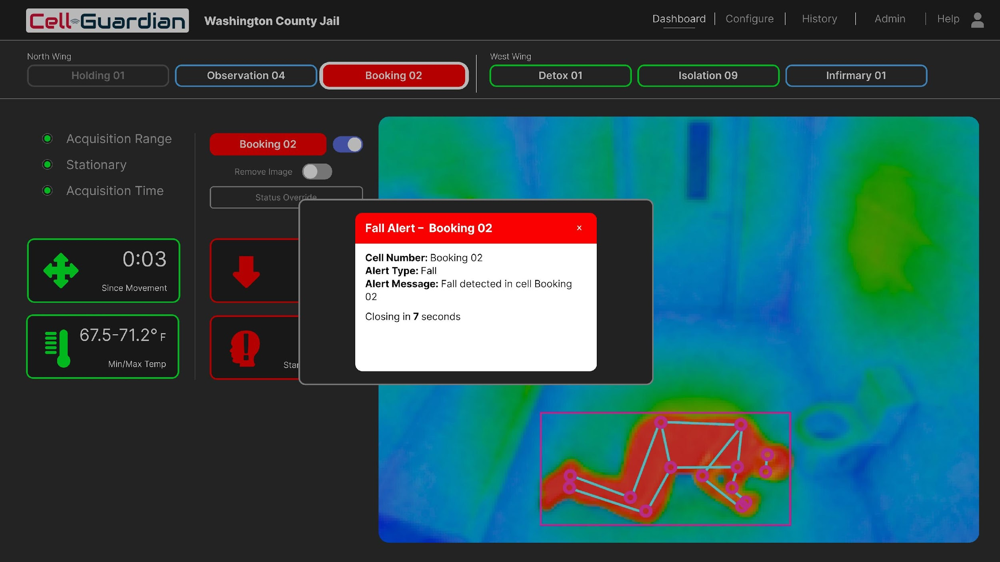 Cell Guardian
Washington County Jail
Dashboard
Configure
History
Admin
Help
North Wing
Holding 01
Observation 04
Booking 02
West Wing
Detox 01
Isolation 09
Infirmary 01
Acquisition Range
Stationary
Acquisition Time
Booking 02
Remove Image
Status Override
0:03
Since Movement
67.5-71.2° F
Min/Max Temp
Fall Alert – Booking 02
x
Cell Number: Booking 02
Alert Type: Fall
Alert Message: Fall detected in cell Booking
02
Closing in 7 seconds